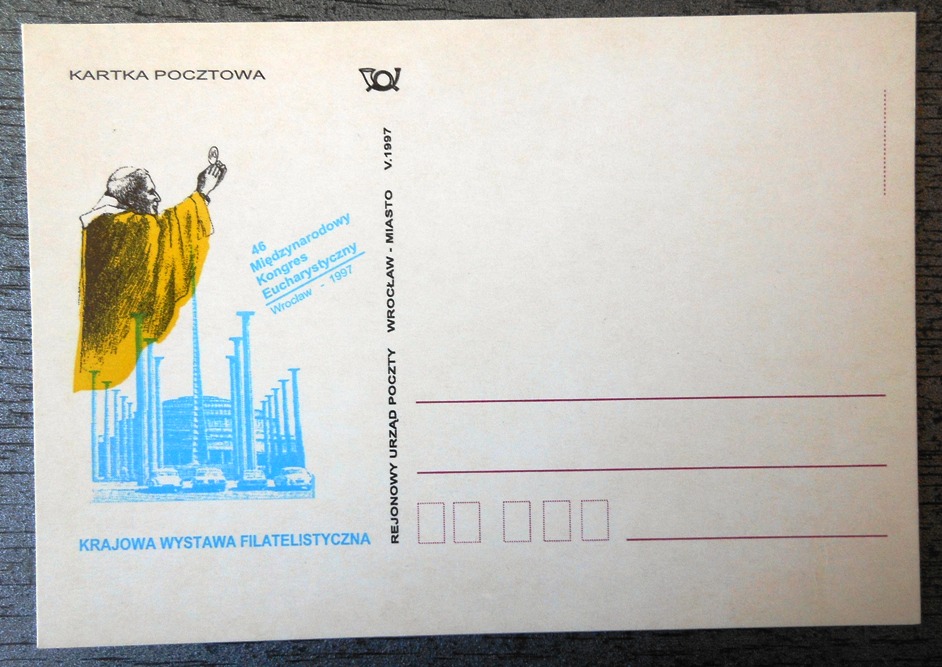 KARTKA POCZTOWA
46
Międzynarodowy
Kongres
Eucharystyczny
Wrocław - 1997
KRAJOWA WYSTAWA FILATELISTYCZNA
REJONOWY URZĄD POCZTY WROCŁAW - MIASTO V.1997